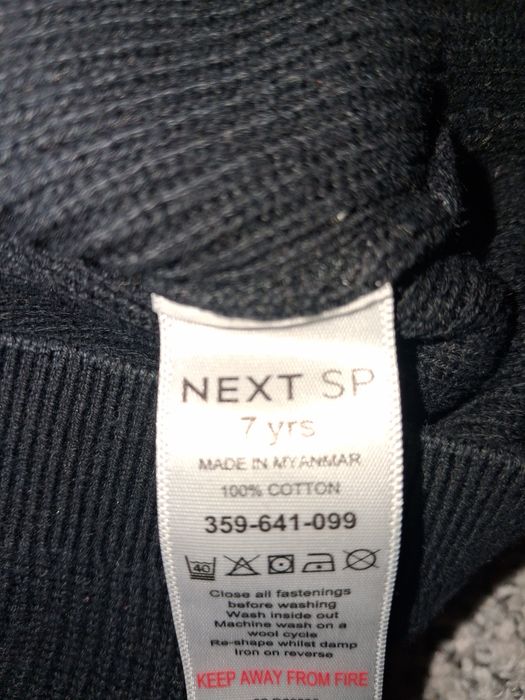 NEXT SP
7 yrs
MADE IN MYANMAR
100% COTTON
359-641-099
40
Close all fastenings
before washing
Wash inside out
Machine wash on a
wool cycle
Re-shape whilst damp
Iron on reverse
KEEP AWAY FROM FIRE